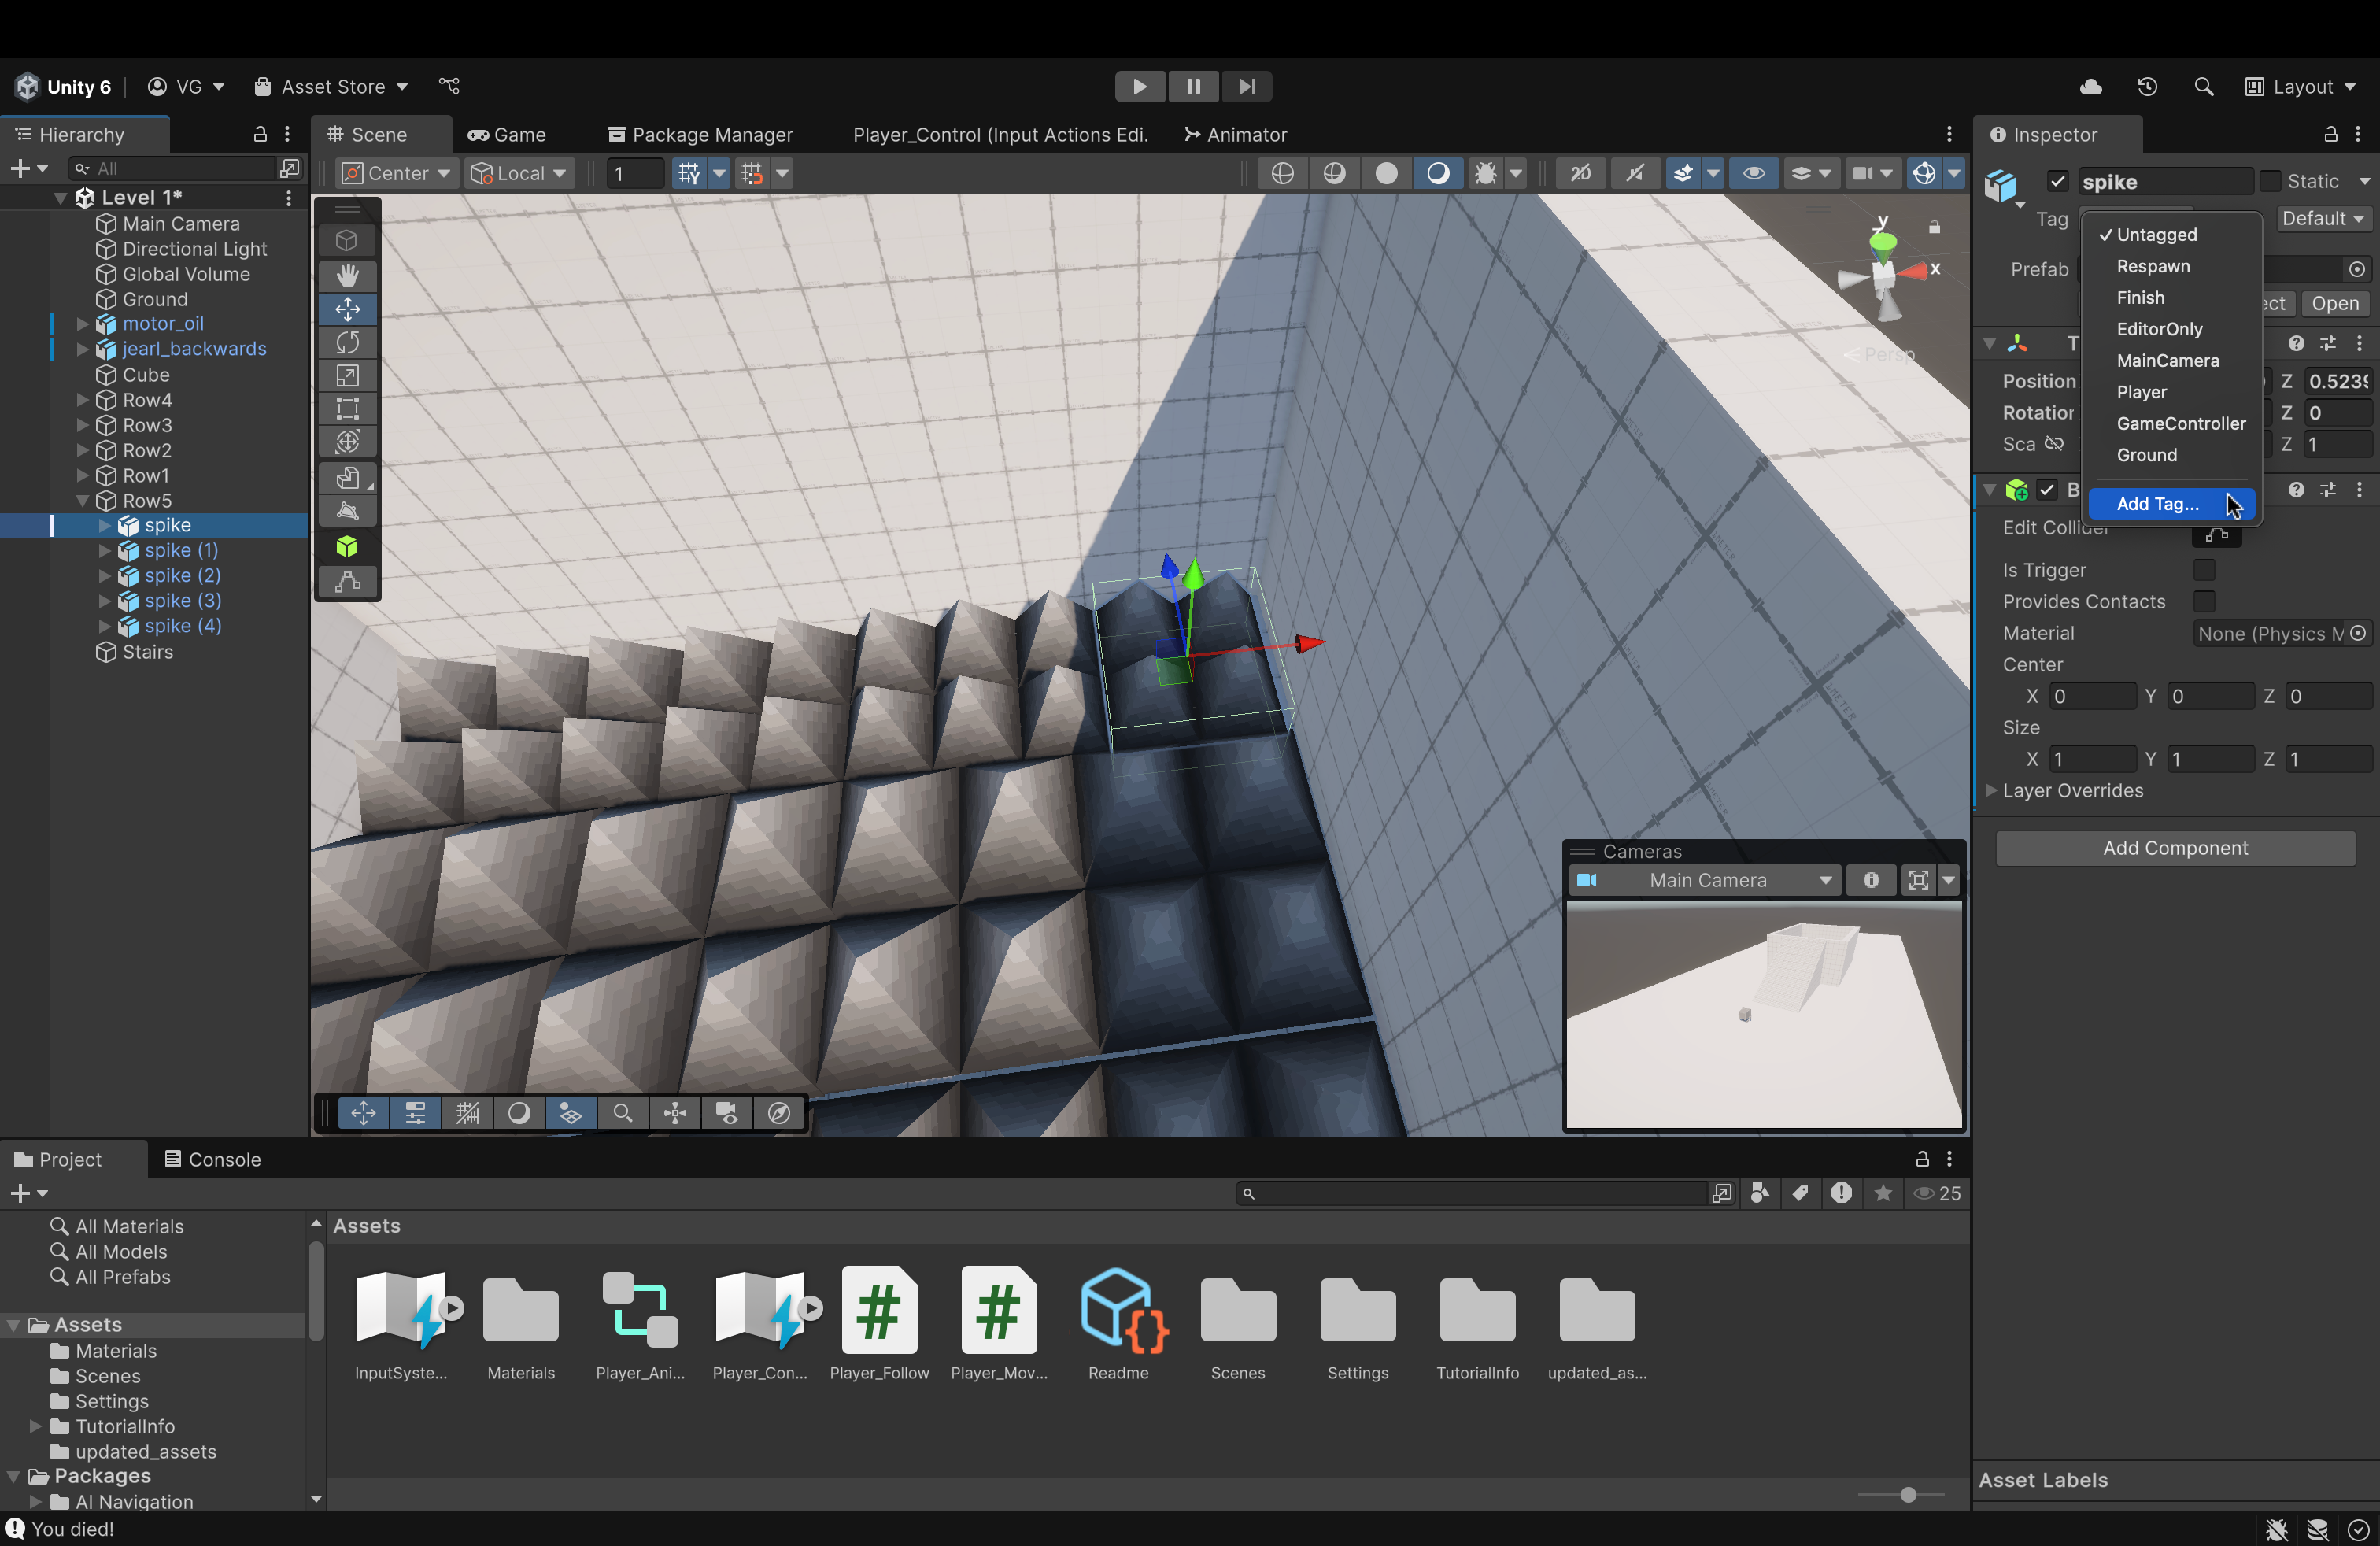 Unity 6 VG Asset Store Layout
Hierarchy
Scene Game Package Manager Player_Control (Input Actions Edi. Animator
Inspector
All
Center Local 1 2D
Level 1*
Main Camera
Directional Light
Global Volume
Ground
motor_oil
jearl_backwards
Cube
Row4
Row3
Row2
Row1
Row5
spike
spike (1)
spike (2)
spike (3)
spike (4)
Stairs
y
x
Persp
Cameras
Main Camera
spike Static
Tag Default
Untagged
Respawn
Finish
EditorOnly
MainCamera
Player
GameController
Ground
Add Tag...
Prefab
ect Open
T
Position Z 0.523
Rotation Z 0
Sca Z 1
B
Edit Collider
Is Trigger
Provides Contacts
Material None (Physics M
Center
X 0 Y 0 Z 0
Size
X 1 Y 1 Z 1
Layer Overrides
Add Component
Project Console
25
All Materials
All Models
All Prefabs
Assets
Materials
Scenes
Settings
TutorialInfo
updated_assets
Packages
AI Navigation
Assets
InputSyste... Materials Player_Ani... Player_Con... Player_Follow Player_Mov... Readme Scenes Settings TutorialInfo updated_as...
Asset Labels
You died!